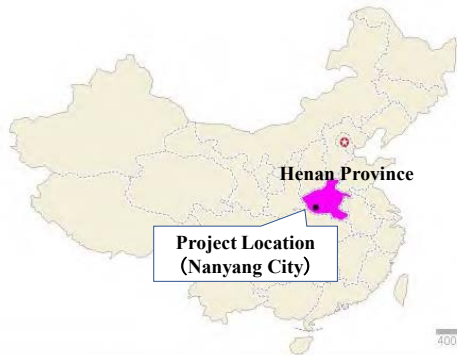 Henan Province
Project Location
（Nanyang City）
400